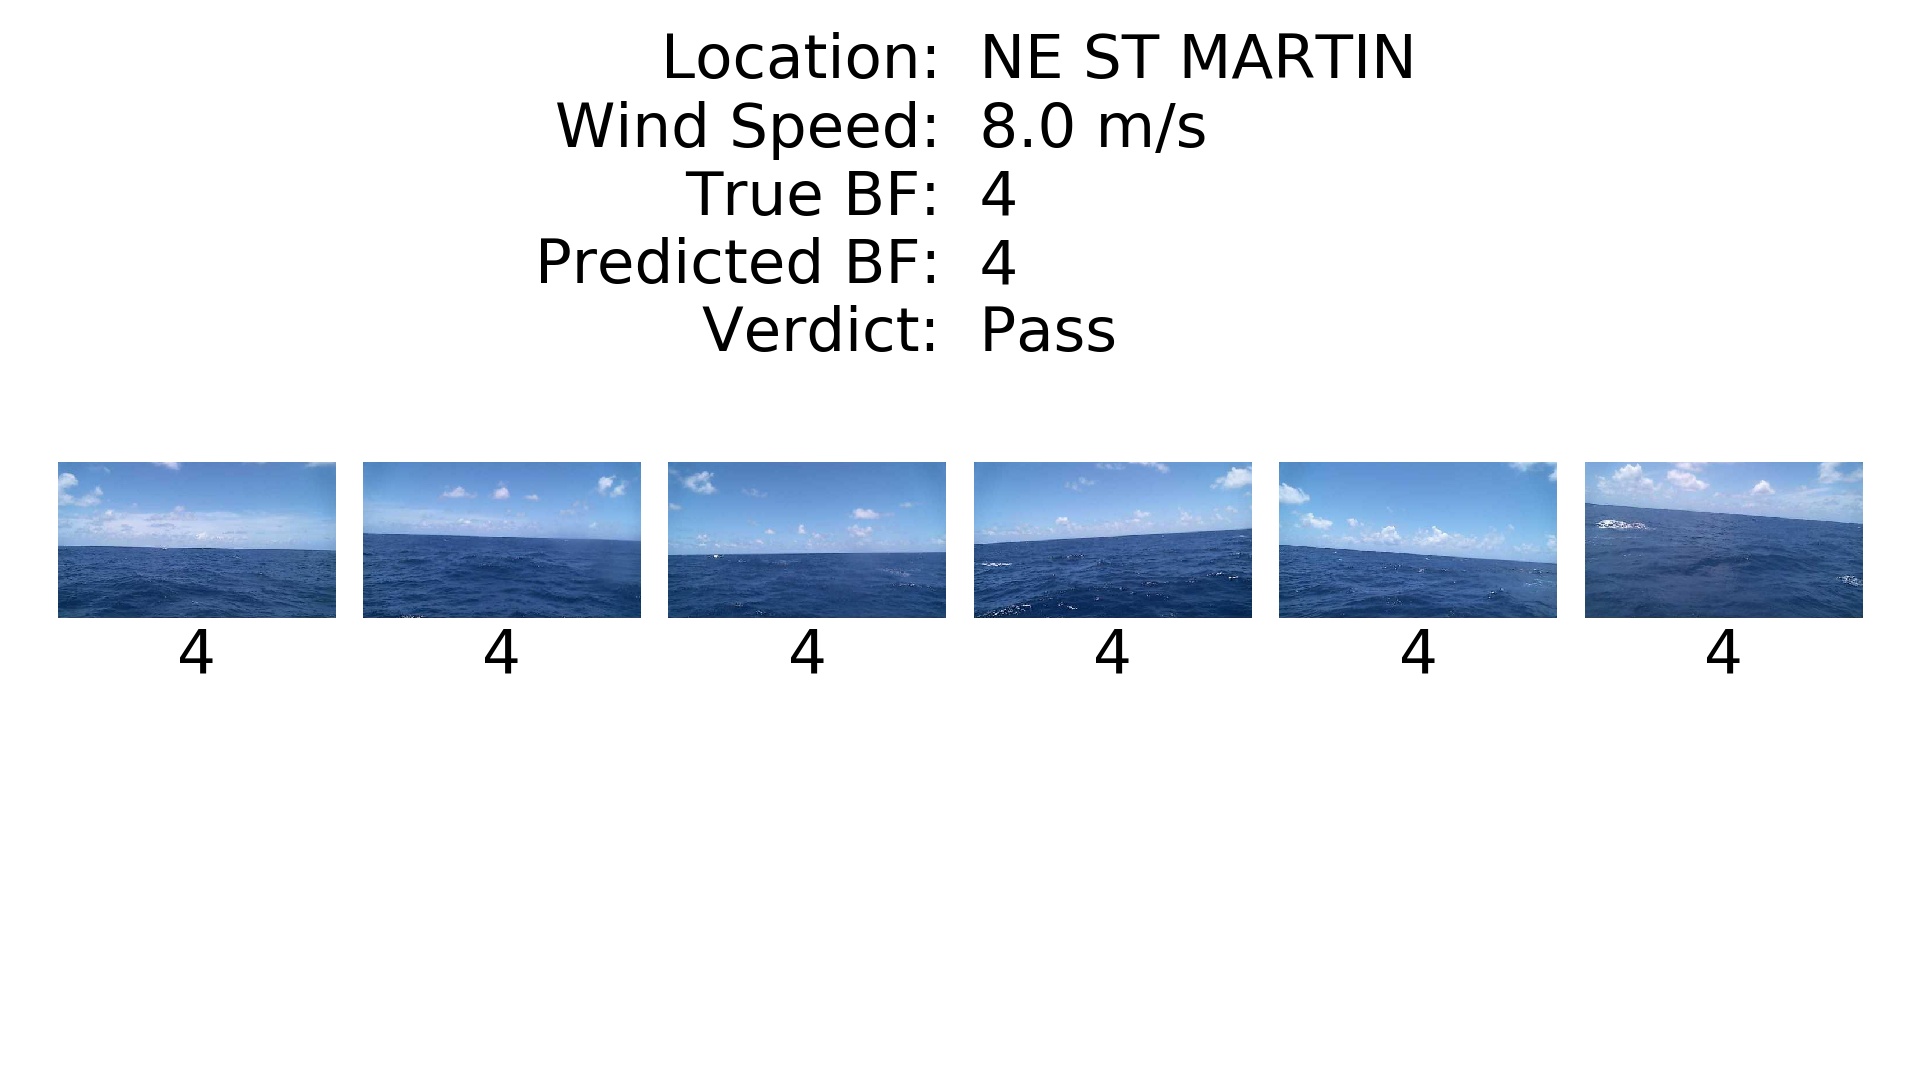 Location: NE ST MARTIN
Wind Speed: 8.0 m/s
True BF: 4
Predicted BF: 4
Verdict: Pass
4 4 4 4 4 4